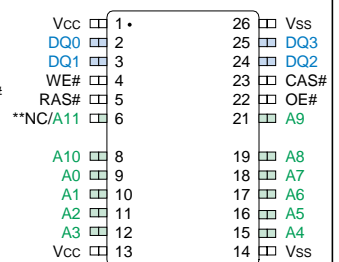 Vcc 1 • 26 Vss
DQ0 2 25 DQ3
DQ1 3 24 DQ2
WE# 4 23 CAS#
RAS# 5 22 OE#
**NC/A11 6 21 A9
A10 8 19 A8
A0 9 18 A7
A1 10 17 A6
A2 11 16 A5
A3 12 15 A4
Vcc 13 14 Vss